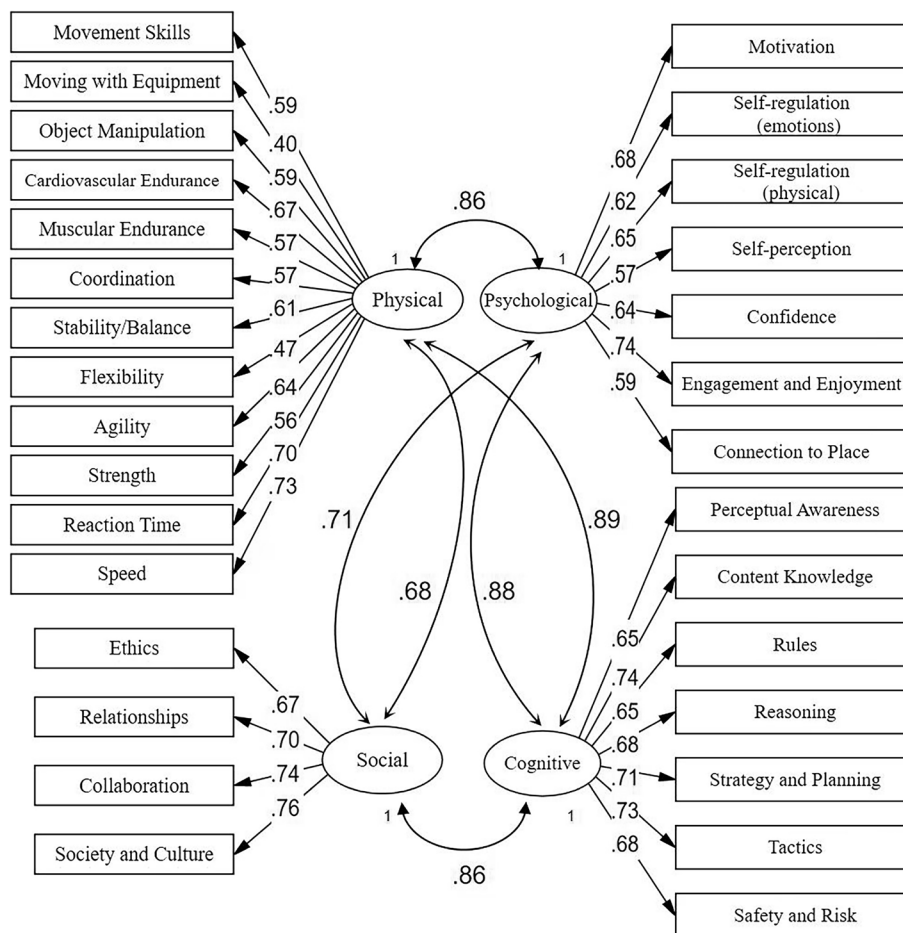 Movement Skills
Moving with Equipment
Object Manipulation
Cardiovascular Endurance
Muscular Endurance
Coordination
Stability/Balance
Flexibility
Agility
Strength
Reaction Time
Speed
.59
.40
.59
.67
.57
.57
.61
.47
.64
.56
.70
.73
1
Physical
.86
1
Psychological
.68
.62
.65
.57
.64
.74
.59
Motivation
Self-regulation
(emotions)
Self-regulation
(physical)
Self-perception
Confidence
Engagement and Enjoyment
Connection to Place
.71
.68
.88
.89
Ethics
Relationships
Collaboration
Society and Culture
.67
.70
.74
.76
Social
1
.86
Cognitive
1
.65
.74
.65
.68
.71
.73
.68
Perceptual Awareness
Content Knowledge
Rules
Reasoning
Strategy and Planning
Tactics
Safety and Risk